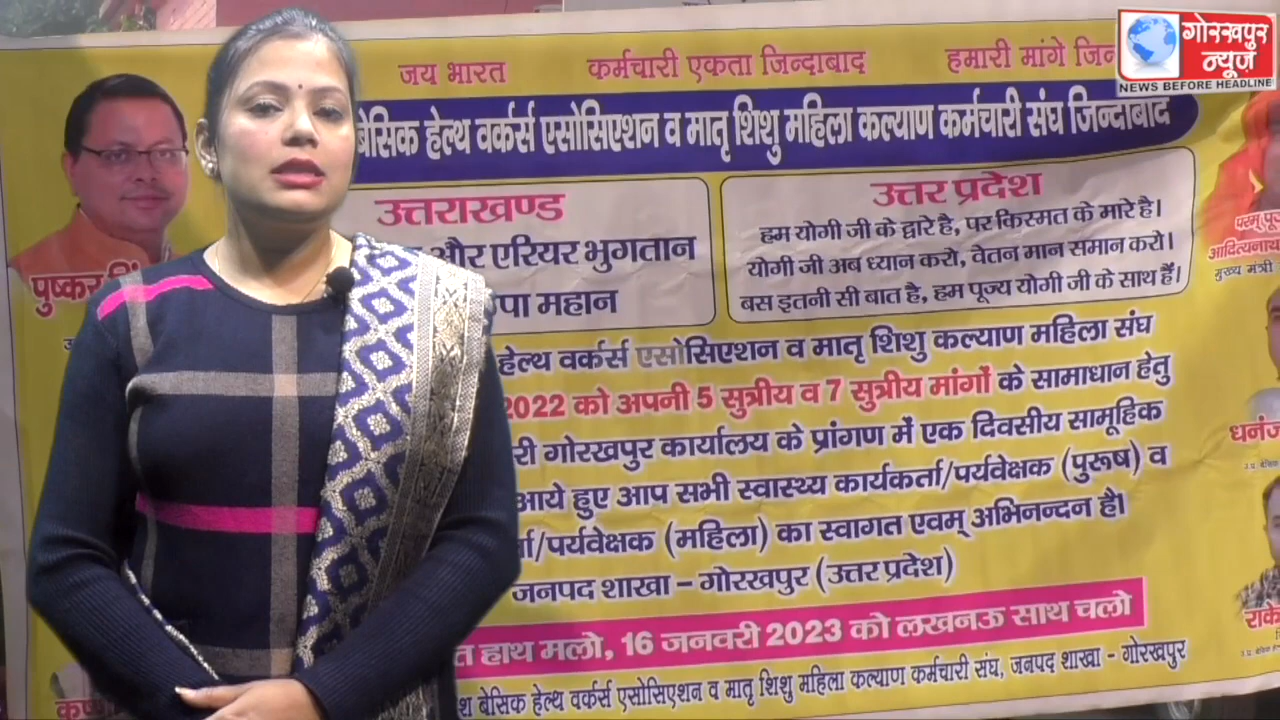 गोरखपुर
न्यूज़
NEWS BEFORE HEADLINE
जय भारत
कर्मचारी एकता जिन्दाबाद
हमारी मांगे
बेसिक हेल्थ वर्कर्स एसोसिएशन व मातृ शिशु महिला कल्याण कर्मचारी संघ जिन्दाबाद
उत्तराखण्ड
और एरियर भुगतान
महान
उत्तर प्रदेश
हम योगी जी के द्वारे है, पर किस्मत के मारे है।
योगी जी अब ध्यान करो, वेतन मान समान करो।
बस इतनी सी बात है, हम पूज्य योगी जी के साथ हैं।
पुष्कर
परम्
मुख्य मंत्री
हेल्थ वर्कर्स एसोसिएशन व मातृ शिशु कल्याण महिला संघ
2022 को अपनी 5 सुत्रीय व 7 सुत्रीय मांगों के सामाधान हेतु
गोरखपुर कार्यालय के प्रांगण में एक दिवसीय सामूहिक
आये हुए आप सभी स्वास्थ्य कार्यकर्ता/पर्यवेक्षक (पुरूष) व
/पर्यवेक्षक (महिला) का स्वागत एवम् अभिनन्दन है।
जनपद शाखा - गोरखपुर (उत्तर प्रदेश)
हाथ मलो, 16 जनवरी 2023 को लखनऊ साथ चलो
बेसिक हेल्थ वर्कर्स एसोसिएशन व मातृ शिशु महिला कल्याण कर्मचारी संघ, जनपद शाखा - गोरखपुर